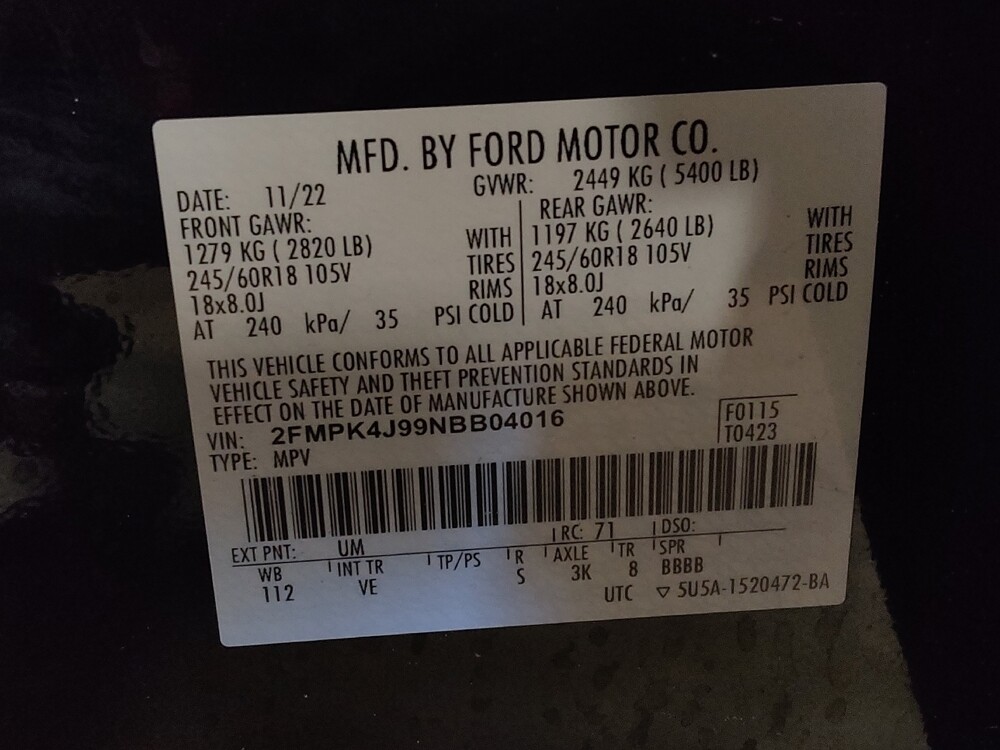 MFD. BY FORD MOTOR CO.
DATE: 11/22 GVWR: 2449 KG ( 5400 LB)
FRONT GAWR: REAR GAWR:
1279 KG ( 2820 LB) WITH 1197 KG ( 2640 LB) WITH
245/60R18 105V TIRES 245/60R18 105V TIRES
18x8.0J RIMS 18x8.0J RIMS
AT 240 kPa/ 35 PSI COLD AT 240 kPa/ 35 PSI COLD
THIS VEHICLE CONFORMS TO ALL APPLICABLE FEDERAL MOTOR
VEHICLE SAFETY AND THEFT PREVENTION STANDARDS IN
EFFECT ON THE DATE OF MANUFACTURE SHOWN ABOVE.
VIN: 2FMPK4J99NBB04016 F0115
TYPE: MPV T0423
EXT PNT: UM RC: 71 DSO:
WB INT TR TP/PS R AXLE TR SPR
112 VE S 3K 8 BBBB
UTC ▽ 5U5A-1520472-BA